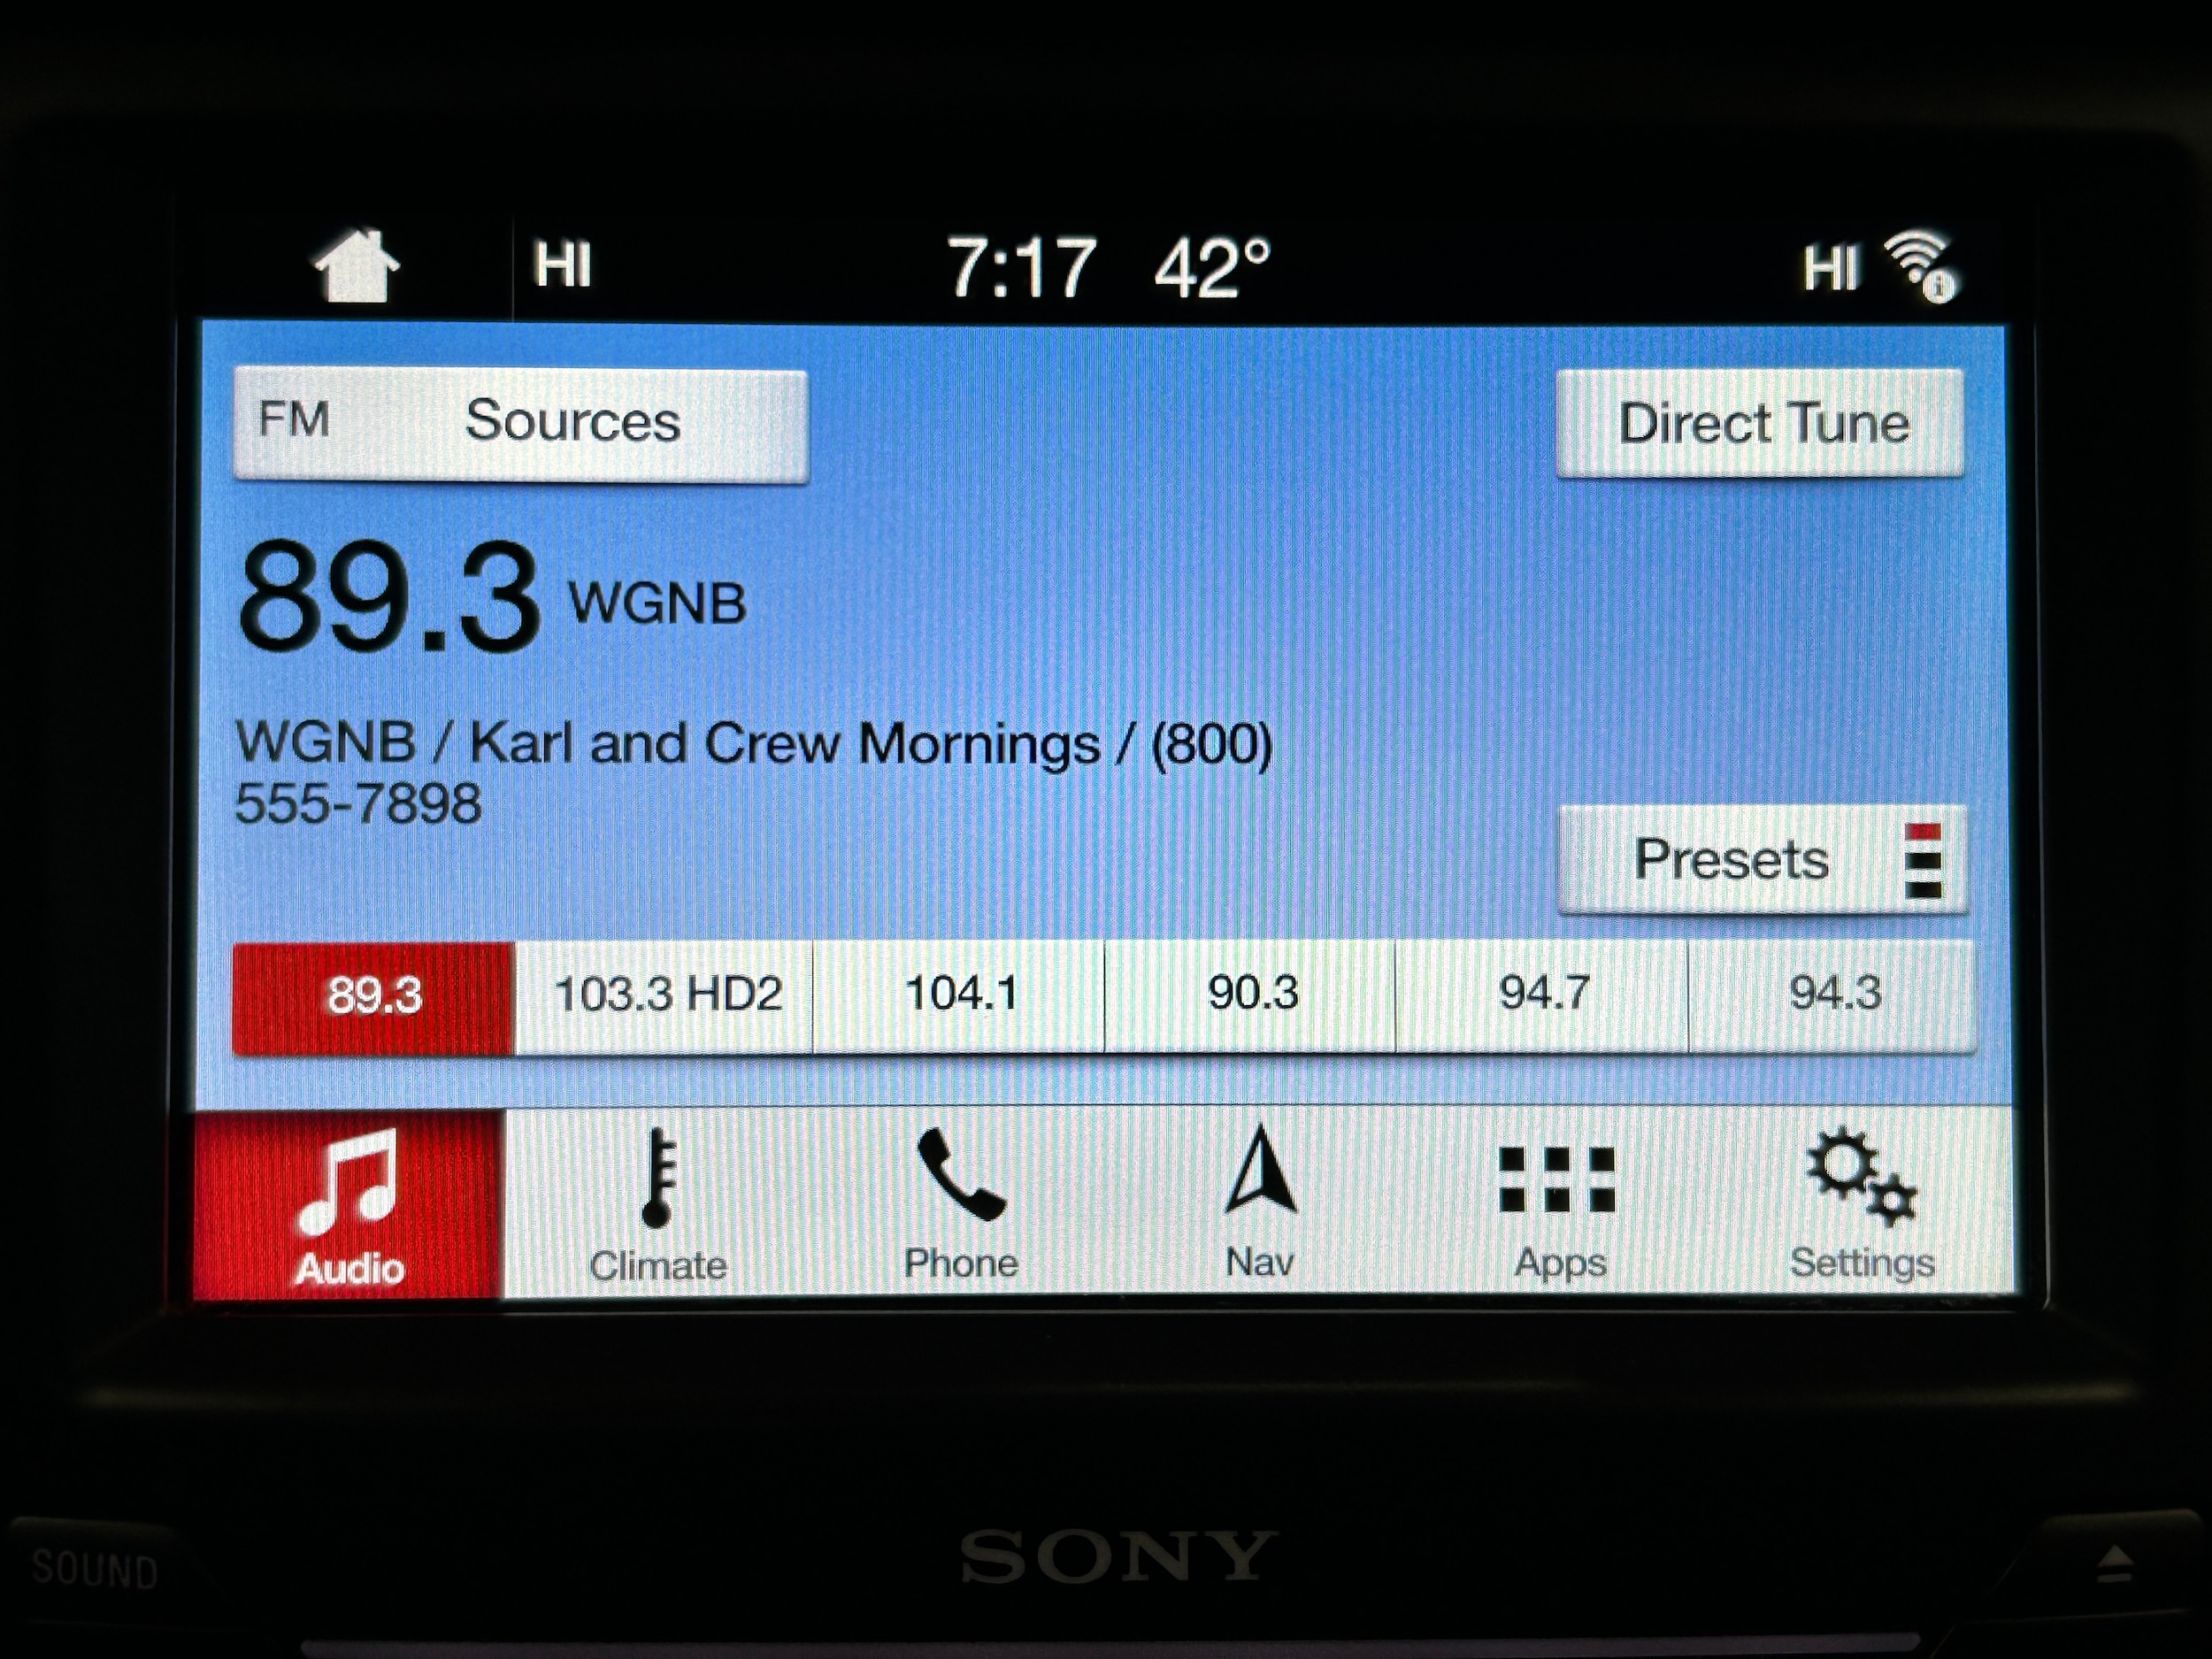 HI 7:17 42° HI
FM Sources Direct Tune
89.3 WGNB
WGNB / Karl and Crew Mornings / (800)
555-7898
Presets
89.3 103.3 HD2 104.1 90.3 94.7 94.3
Audio Climate Phone Nav Apps Settings
SONY
SOUND